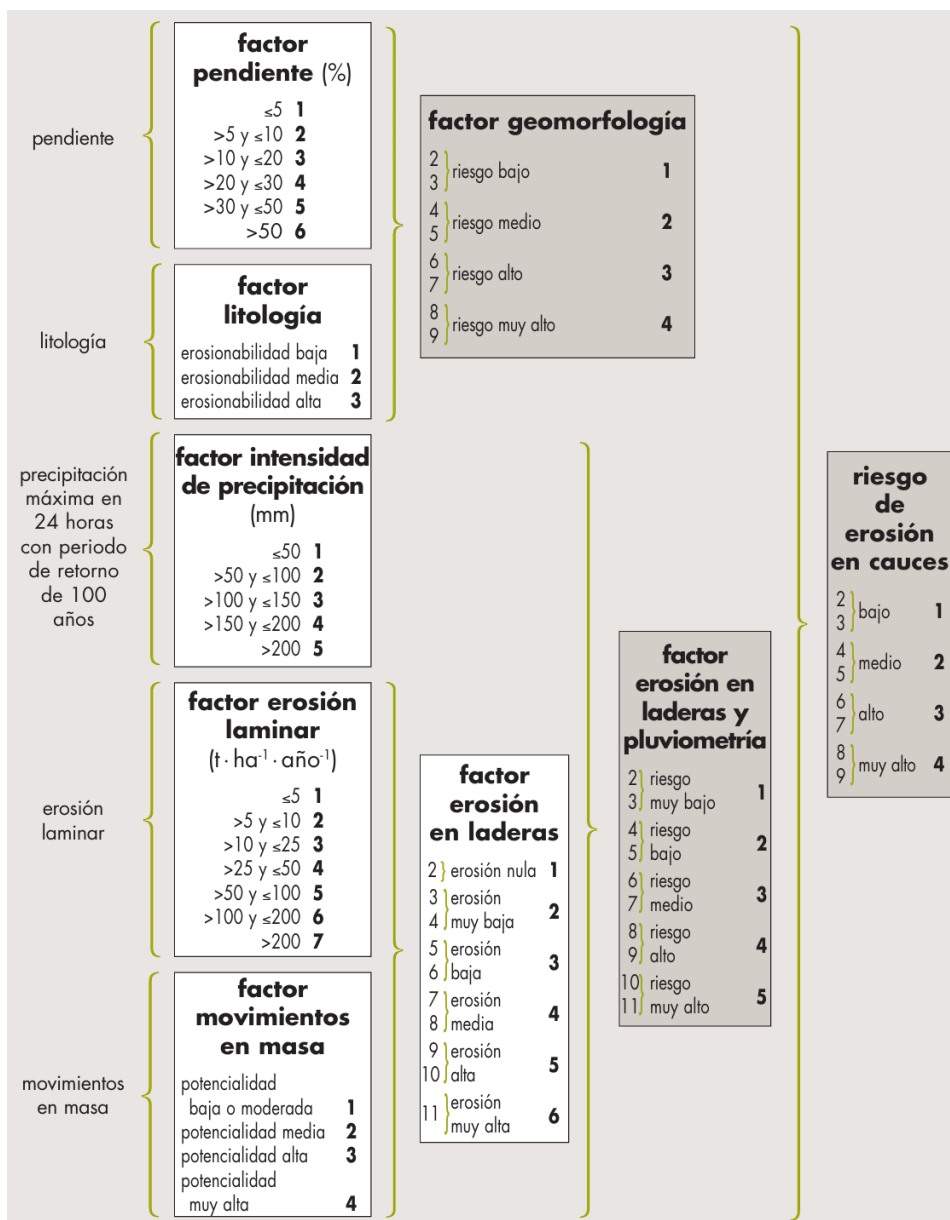 pendiente
factor
pendiente (%)
≤5 1
>5 y ≤10 2
>10 y ≤20 3
>20 y ≤30 4
>30 y ≤50 5
>50 6
litología
factor
litología
erosionabilidad baja 1
erosionabilidad media 2
erosionabilidad alta 3
factor geomorfología
2
3
riesgo bajo 1
4
5
riesgo medio 2
6
7
riesgo alto 3
8
9
riesgo muy alto 4
precipitación
máxima en
24 horas
con periodo
de retorno
de 100
años
factor intensidad
de precipitación
(mm)
≤50 1
>50 y ≤100 2
>100 y ≤150 3
>150 y ≤200 4
>200 5
erosión
laminar
factor erosión
laminar
(t · ha⁻¹ · año⁻¹)
≤5 1
>5 y ≤10 2
>10 y ≤25 3
>25 y ≤50 4
>50 y ≤100 5
>100 y ≤200 6
>200 7
movimientos
en masa
factor
movimientos
en masa
potencialidad
baja o moderada 1
potencialidad media 2
potencialidad alta 3
potencialidad
muy alta 4
factor
erosión
en laderas
2 erosión nula 1
3 erosión
4 muy baja 2
5 erosión
6 baja 3
7 erosión
8 media 4
9 erosión
10 alta 5
11 erosión
muy alta 6
factor
erosión en
laderas y
pluviometría
2 riesgo
3 muy bajo 1
4 riesgo
5 bajo 2
6 riesgo
7 medio 3
8 riesgo
9 alto 4
10 riesgo
11 muy alto 5
riesgo
de
erosión
en cauces
2
3
bajo 1
4
5
medio 2
6
7
alto 3
8
9
muy alto 4